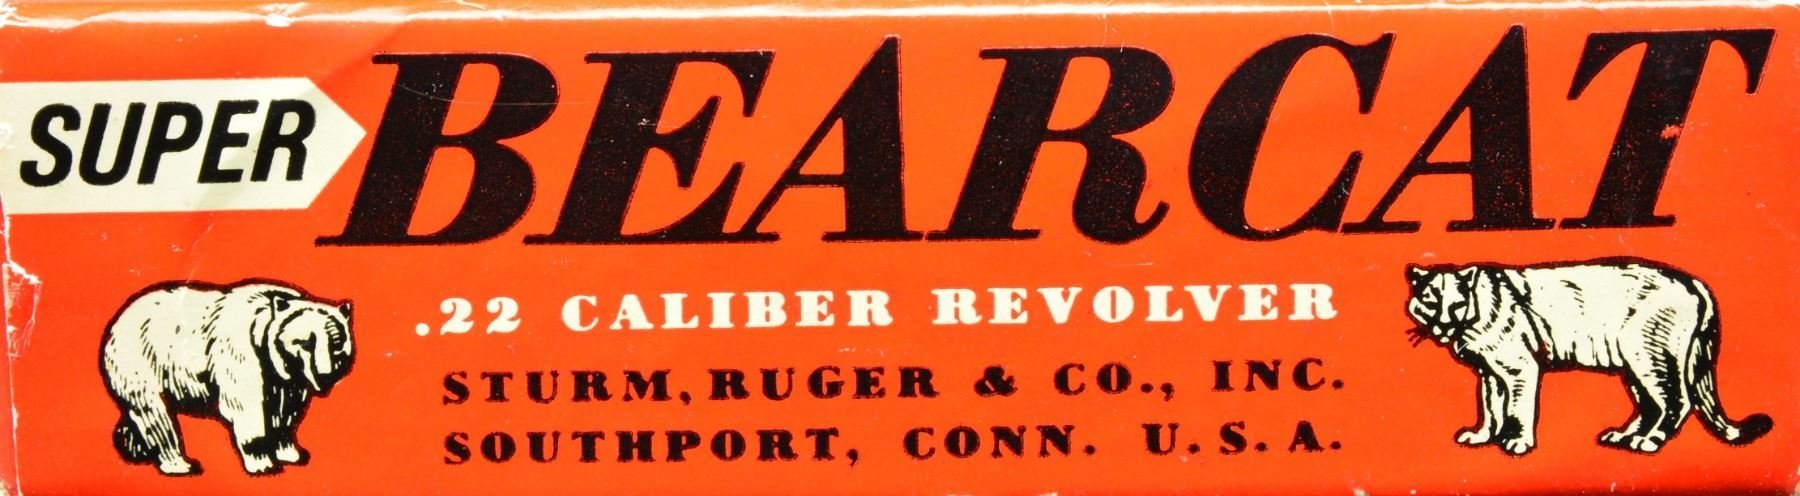 SUPER BEARCAT
.22 CALIBER REVOLVER
STURM, RUGER & CO., INC.
SOUTHPORT, CONN. U.S.A.